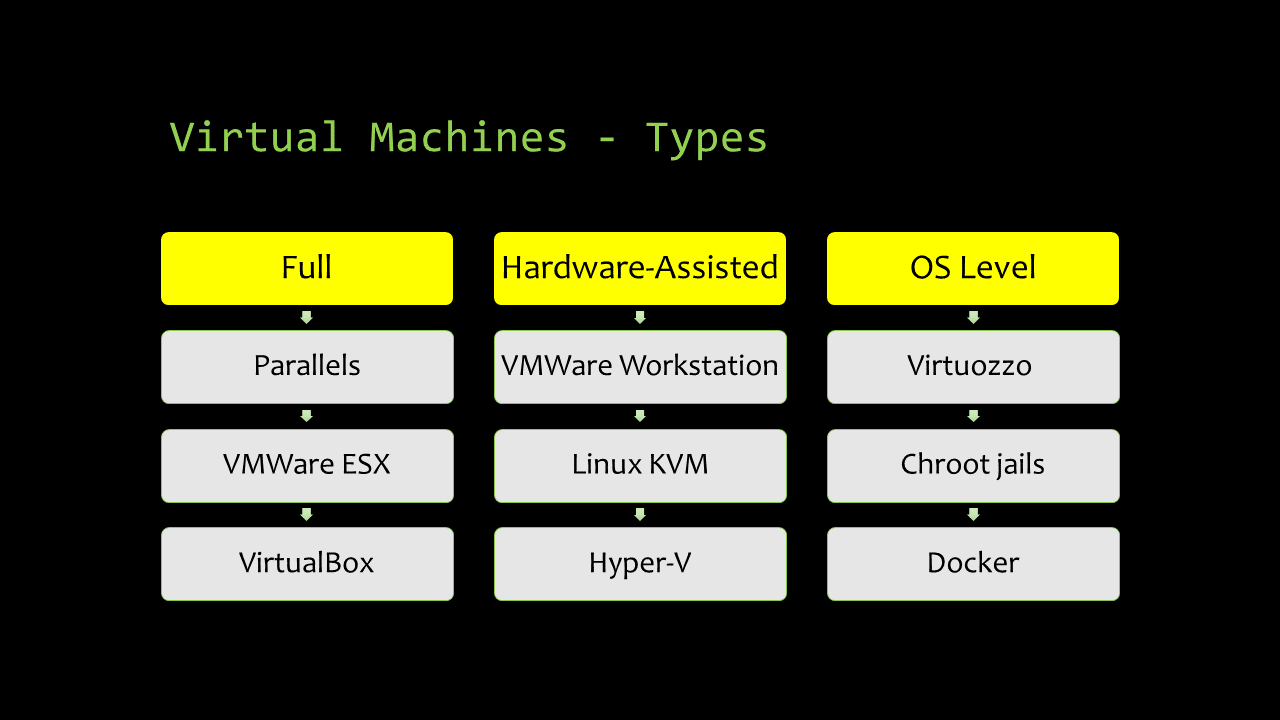 Virtual Machines - Types
Full
Parallels
VMWare ESX
VirtualBox
Hardware-Assisted
VMWare Workstation
Linux KVM
Hyper-V
OS Level
Virtuozzo
Chroot jails
Docker